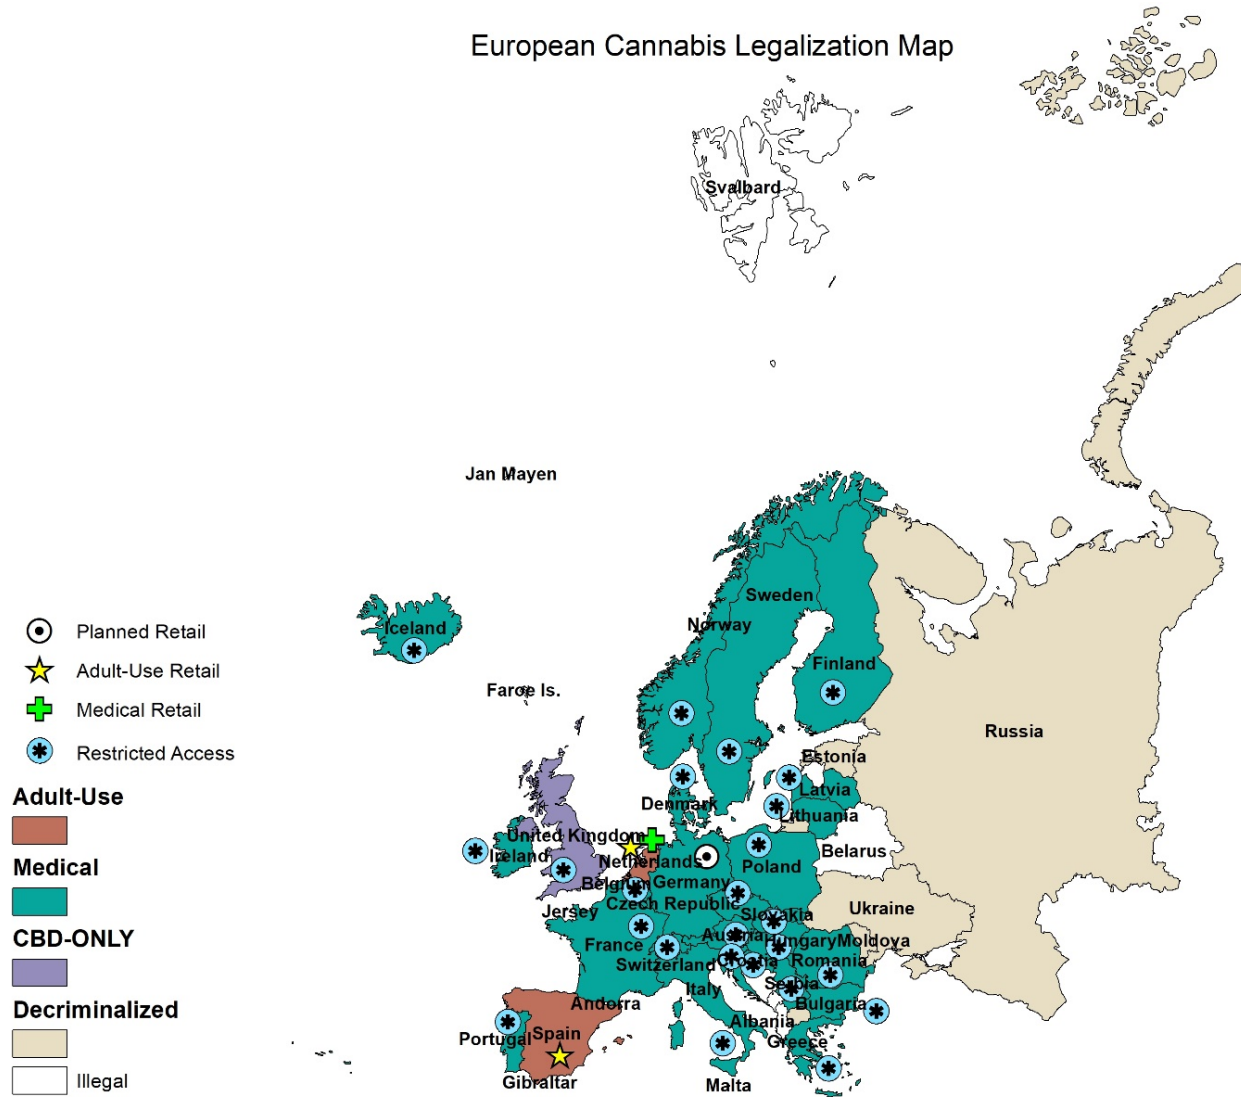 European Cannabis Legalization Map
Svalbard
Jan Mayen
Sweden
Iceland
Norway
Planned Retail
Finland
Adult-Use Retail
Faroe Is.
Medical Retail
Russia
Restricted Access
Estonia
Latvia
Adult-Use
Denmark
Lithuania
United Kingdom
Ireland
Netherlands
Poland
Belarus
Medical
Belgium
Germany
Czech Republic
Jersey
Slovakia
Ukraine
CBD-ONLY
Austria
France
Hungary
Moldova
Switzerland
Croatia
Romania
Italy
Serbia
Decriminalized
Andorra
Bulgaria
Albania
Portugal
Spain
Greece
Illegal
Gibraltar
Malta